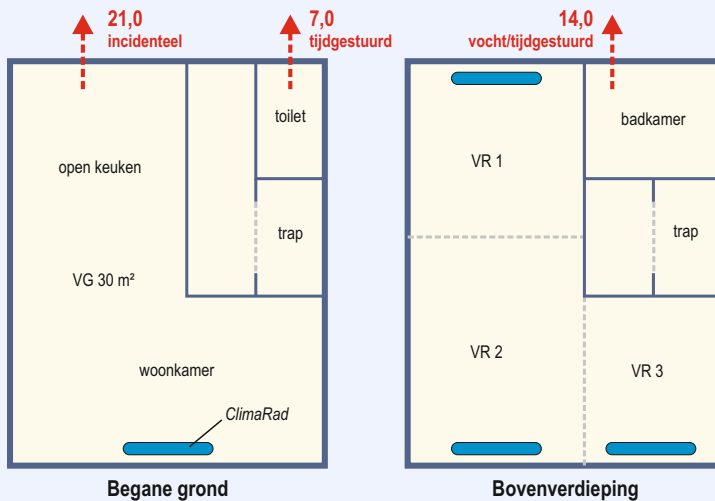 21,0
incidenteel
7,0
tijdgestuurd
14,0
vocht/tijdgestuurd
toilet
open keuken
trap
VG 30 m²
woonkamer
ClimaRad
Begane grond
badkamer
VR 1
trap
VR 2
VR 3
Bovenverdieping